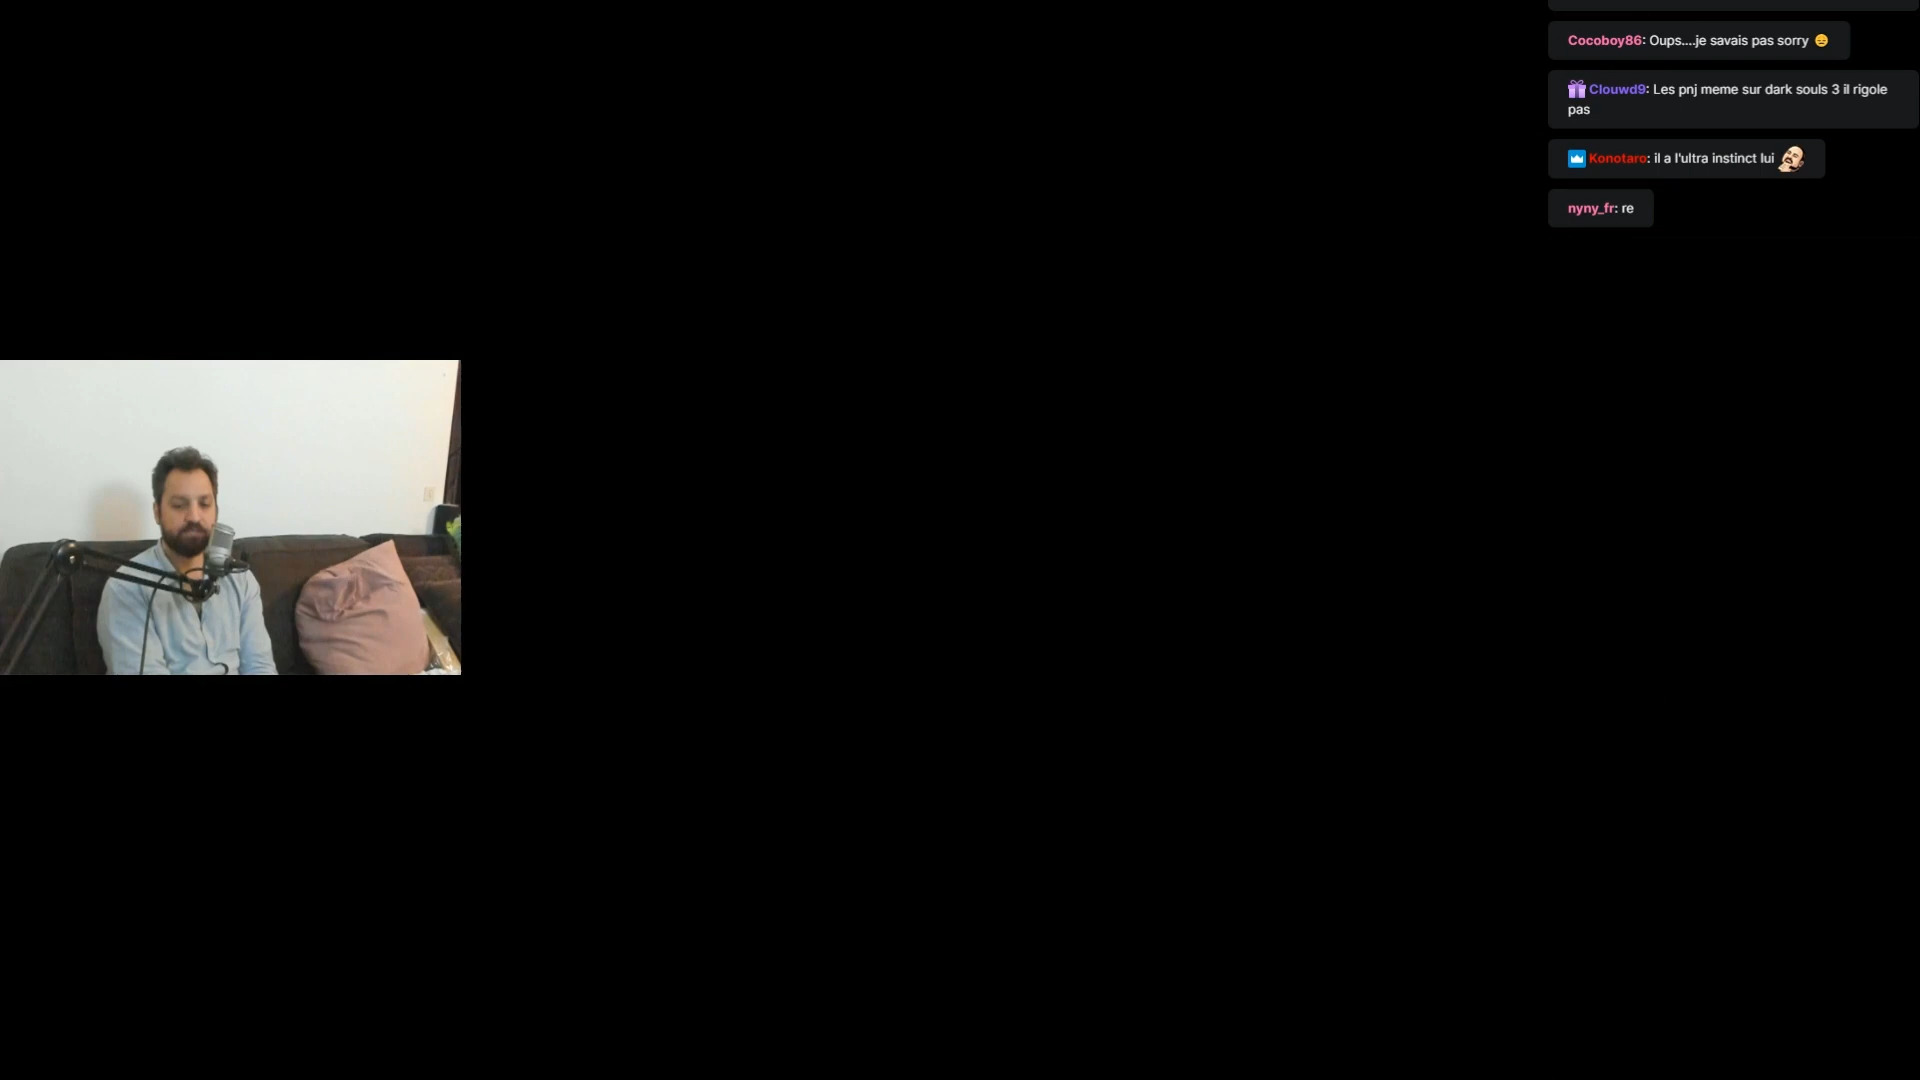 Cocoboy86: Oups....je savais pas sorry 😑
Clouwd9: Les pnj meme sur dark souls 3 il rigole
pas
Konotaro: il a l'ultra instinct lui
nyny_fr: re